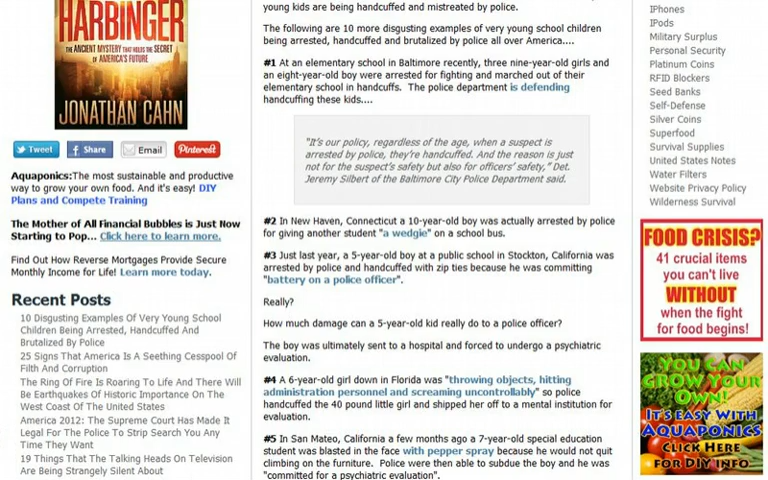 HARBINGER
THE ANCIENT MYSTERY THAT HOLDS THE SECRET
OF AMERICA'S FUTURE
JONATHAN CAHN
Tweet
Share
Email
Pinterest
Aquaponics:The most sustainable and productive
way to grow your own food. And it's easy! DIY
Plans and Compete Training
The Mother of All Financial Bubbles is Just Now
Starting to Pop... Click here to learn more.
Find Out How Reverse Mortgages Provide Secure
Monthly Income for Life! Learn more today.
Recent Posts
10 Disgusting Examples Of Very Young School
Children Being Arrested, Handcuffed And
Brutalized By Police
25 Signs That America Is A Seething Cesspool Of
Filth And Corruption
The Ring Of Fire Is Roaring To Life And There Will
Be Earthquakes Of Historic Importance On The
West Coast Of The United States
America 2012: The Supreme Court Has Made It
Legal For The Police To Strip Search You Any
Time They Want
19 Things That The Talking Heads On Television
Are Being Strangely Silent About
young kids are being handcuffed and mistreated by police.
The following are 10 more disgusting examples of very young school children
being arrested, handcuffed and brutalized by police all over America....
#1 At an elementary school in Baltimore recently, three nine-year-old girls and
an eight-year-old boy were arrested for fighting and marched out of their
elementary school in handcuffs. The police department is defending
handcuffing these kids....
"It's our policy, regardless of the age, when a suspect is
arrested by police, they're handcuffed. And the reason is just
not for the suspect's safety but also for officers' safety," Det.
Jeremy Silbert of the Baltimore City Police Department said.
#2 In New Haven, Connecticut a 10-year-old boy was actually arrested by police
for giving another student "a wedgie" on a school bus.
#3 Just last year, a 5-year-old boy at a public school in Stockton, California was
arrested by police and handcuffed with zip ties because he was committing
"battery on a police officer".
Really?
How much damage can a 5-year-old kid really do to a police officer?
The boy was ultimately sent to a hospital and forced to undergo a psychiatric
evaluation.
#4 A 6-year-old girl down in Florida was "throwing objects, hitting
administration personnel and screaming uncontrollably" so police
handcuffed the 40 pound little girl and shipped her off to a mental institution for
evaluation.
#5 In San Mateo, California a few months ago a 7-year-old special education
student was blasted in the face with pepper spray because he would not quit
climbing on the furniture. Police were then able to subdue the boy and he was
"committed for a psychiatric evaluation".
IPhones
IPods
Military Surplus
Personal Security
Platinum Coins
RFID Blockers
Seed Banks
Self-Defense
Silver Coins
Superfood
Survival Supplies
United States Notes
Water Filters
Website Privacy Policy
Wilderness Survival
FOOD CRISIS?
41 crucial items
you can't live
WITHOUT
when the fight
for food begins!
YOU CAN
GROW YOUR
OWN!
IT'S EASY WITH
AQUAPONICS
CLICK HERE
FOR DIY INFO